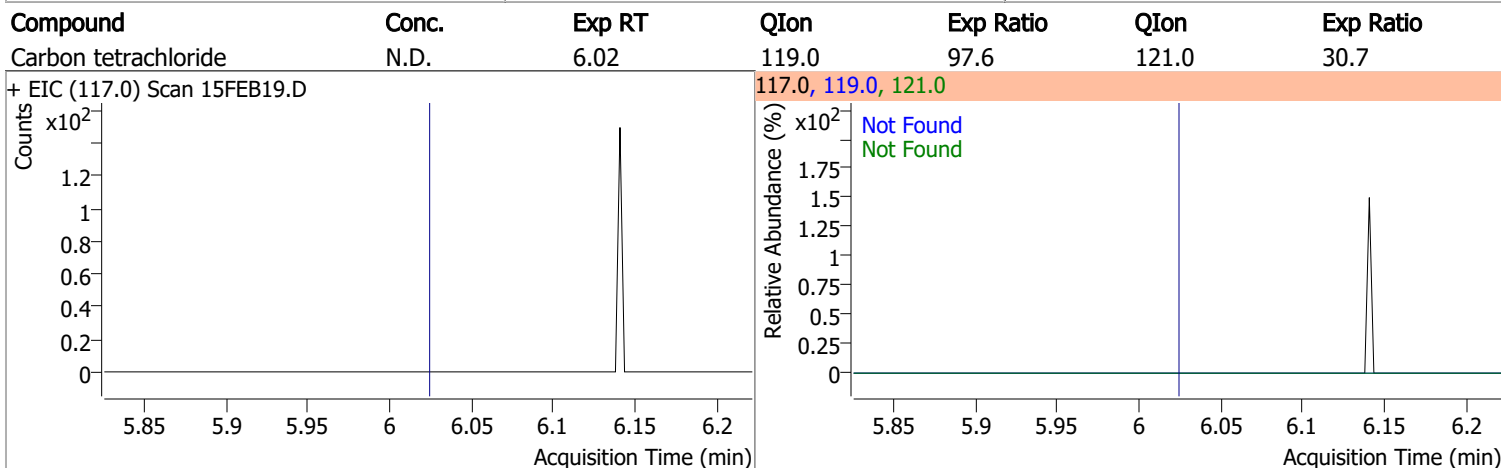 Compound Conc. Exp RT QIon Exp Ratio QIon Exp Ratio
Carbon tetrachloride N.D. 6.02 119.0 97.6 121.0 30.7
+ EIC (117.0) Scan 15FEB19.D
Counts
x10²
1.2
1
0.8
0.6
0.4
0.2
0
5.85 5.9 5.95 6 6.05 6.1 6.15 6.2
Acquisition Time (min)
117.0, 119.0, 121.0
Relative Abundance (%)
x10²
Not Found
Not Found
1.75
1.5
1.25
1
0.75
0.5
0.25
0
5.85 5.9 5.95 6 6.05 6.1 6.15 6.2
Acquisition Time (min)